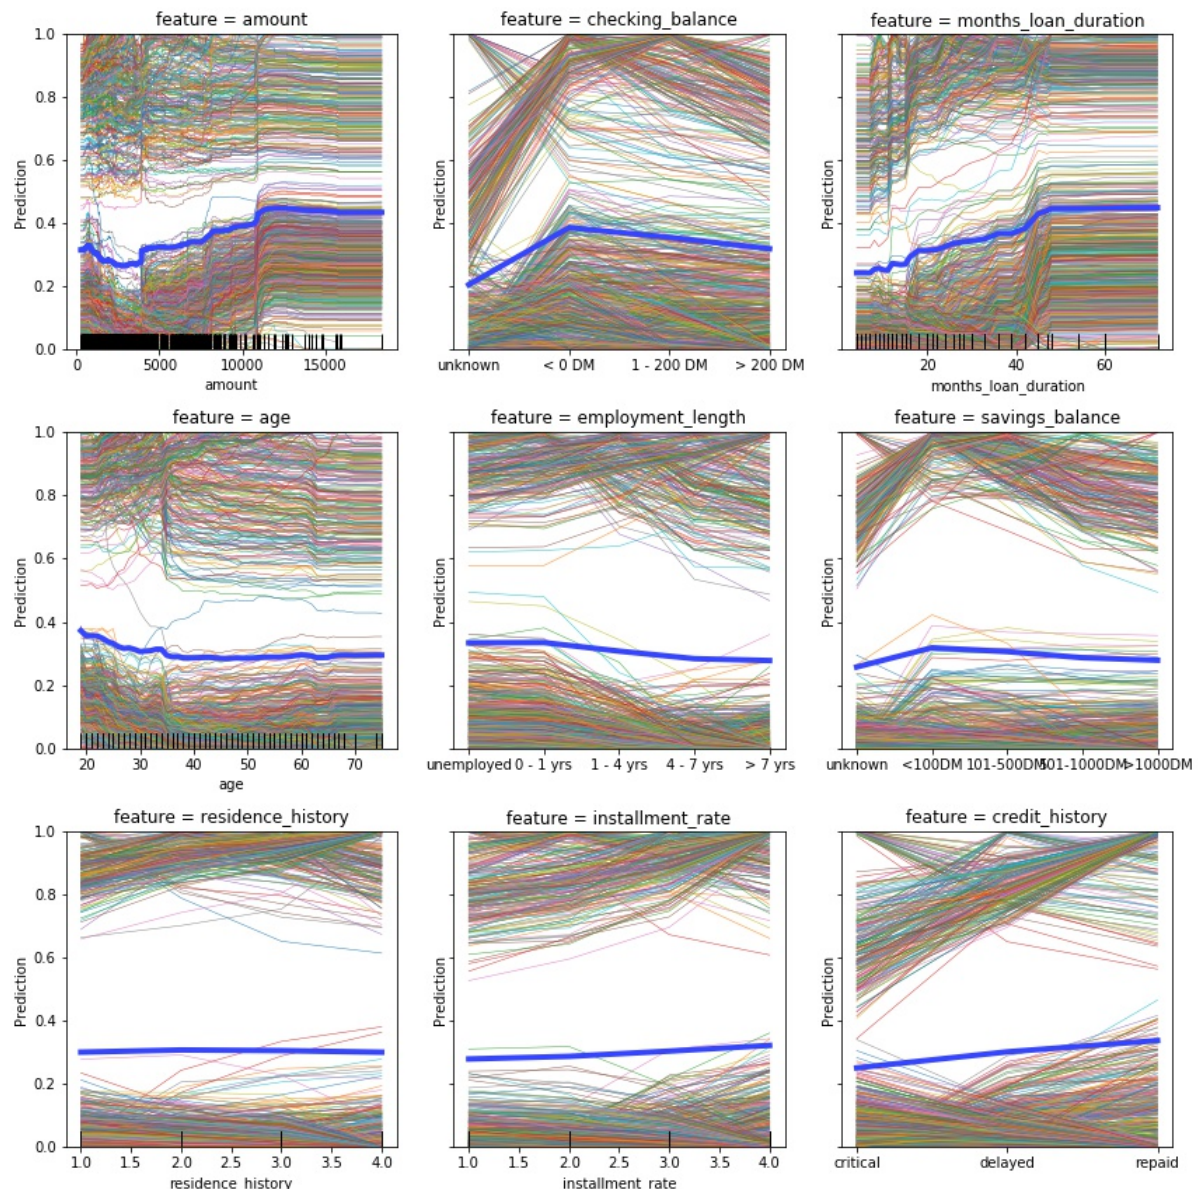 feature = amount
feature = checking_balance
feature = months_loan_duration
Prediction
1.0
0.8
0.6
0.4
0.2
0.0
0 5000 10000 15000
amount
Prediction
unknown < 0 DM 1 - 200 DM > 200 DM
Prediction
20 40 60
months_loan_duration
feature = age
feature = employment_length
feature = savings_balance
Prediction
1.0
0.8
0.6
0.4
0.2
0.0
20 30 40 50 60 70
age
Prediction
unemployed 0 - 1 yrs 1 - 4 yrs 4 - 7 yrs > 7 yrs
Prediction
unknown <100DM 101-500DM 501-1000DM >1000DM
feature = residence_history
feature = installment_rate
feature = credit_history
Prediction
1.0
0.8
0.6
0.4
0.2
0.0
1.0 1.5 2.0 2.5 3.0 3.5 4.0
residence_history
Prediction
1.0 1.5 2.0 2.5 3.0 3.5 4.0
installment_rate
Prediction
critical delayed repaid